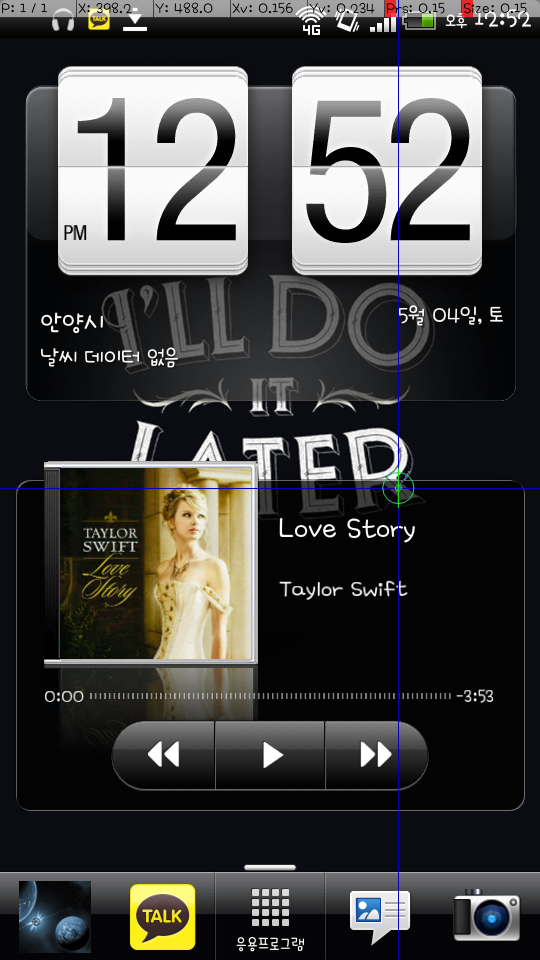 P: 1 / 1 X: 398.2 Y: 488.0 Xv: 0.156 Yv: 0.234 Prs: 0.15 Size: 0.15
TALK 4G 오후 12:52
12 52
PM
안양시 5월 04일, 토
날씨 데이터 없음
I'LL DO
IT
LATER
TAYLOR
SWIFT
Love
Story
Love Story
Taylor Swift
0:00 -3:53
TALK
응용프로그램